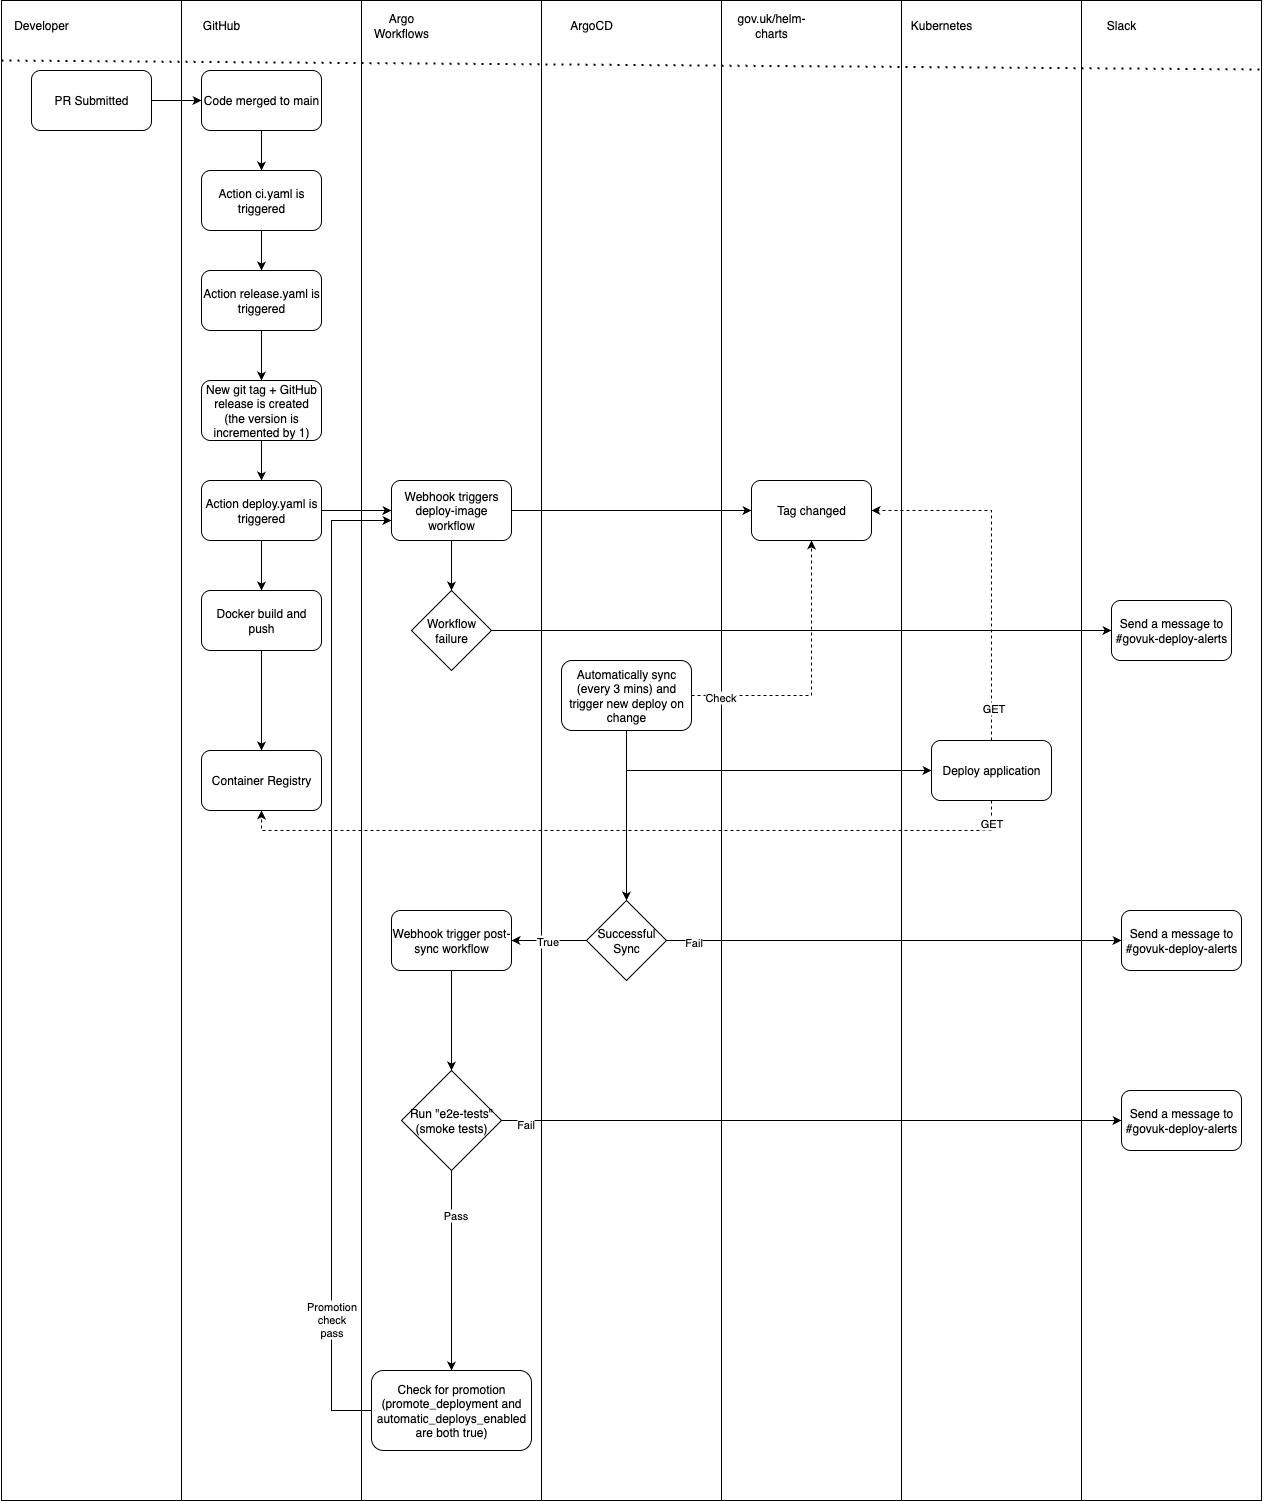 Developer
GitHub
Argo
Workflows
ArgoCD
gov.uk/helm-
charts
Kubernetes
Slack
PR Submitted
Code merged to main
Action ci.yaml is
triggered
Action release.yaml is
triggered
New git tag + GitHub
release is created
(the version is
incremented by 1)
Action deploy.yaml is
triggered
Webhook triggers
deploy-image
workflow
Tag changed
Docker build and
push
Workflow
failure
Send a message to
#govuk-deploy-alerts
Automatically sync
(every 3 mins) and
trigger new deploy on
change
Check
GET
Container Registry
Deploy application
GET
Webhook trigger post-
sync workflow
True
Successful
Sync
Fail
Send a message to
#govuk-deploy-alerts
Run "e2e-tests"
(smoke tests)
Fail
Send a message to
#govuk-deploy-alerts
Pass
Promotion
check
pass
Check for promotion
(promote_deployment and
automatic_deploys_enabled
are both true)